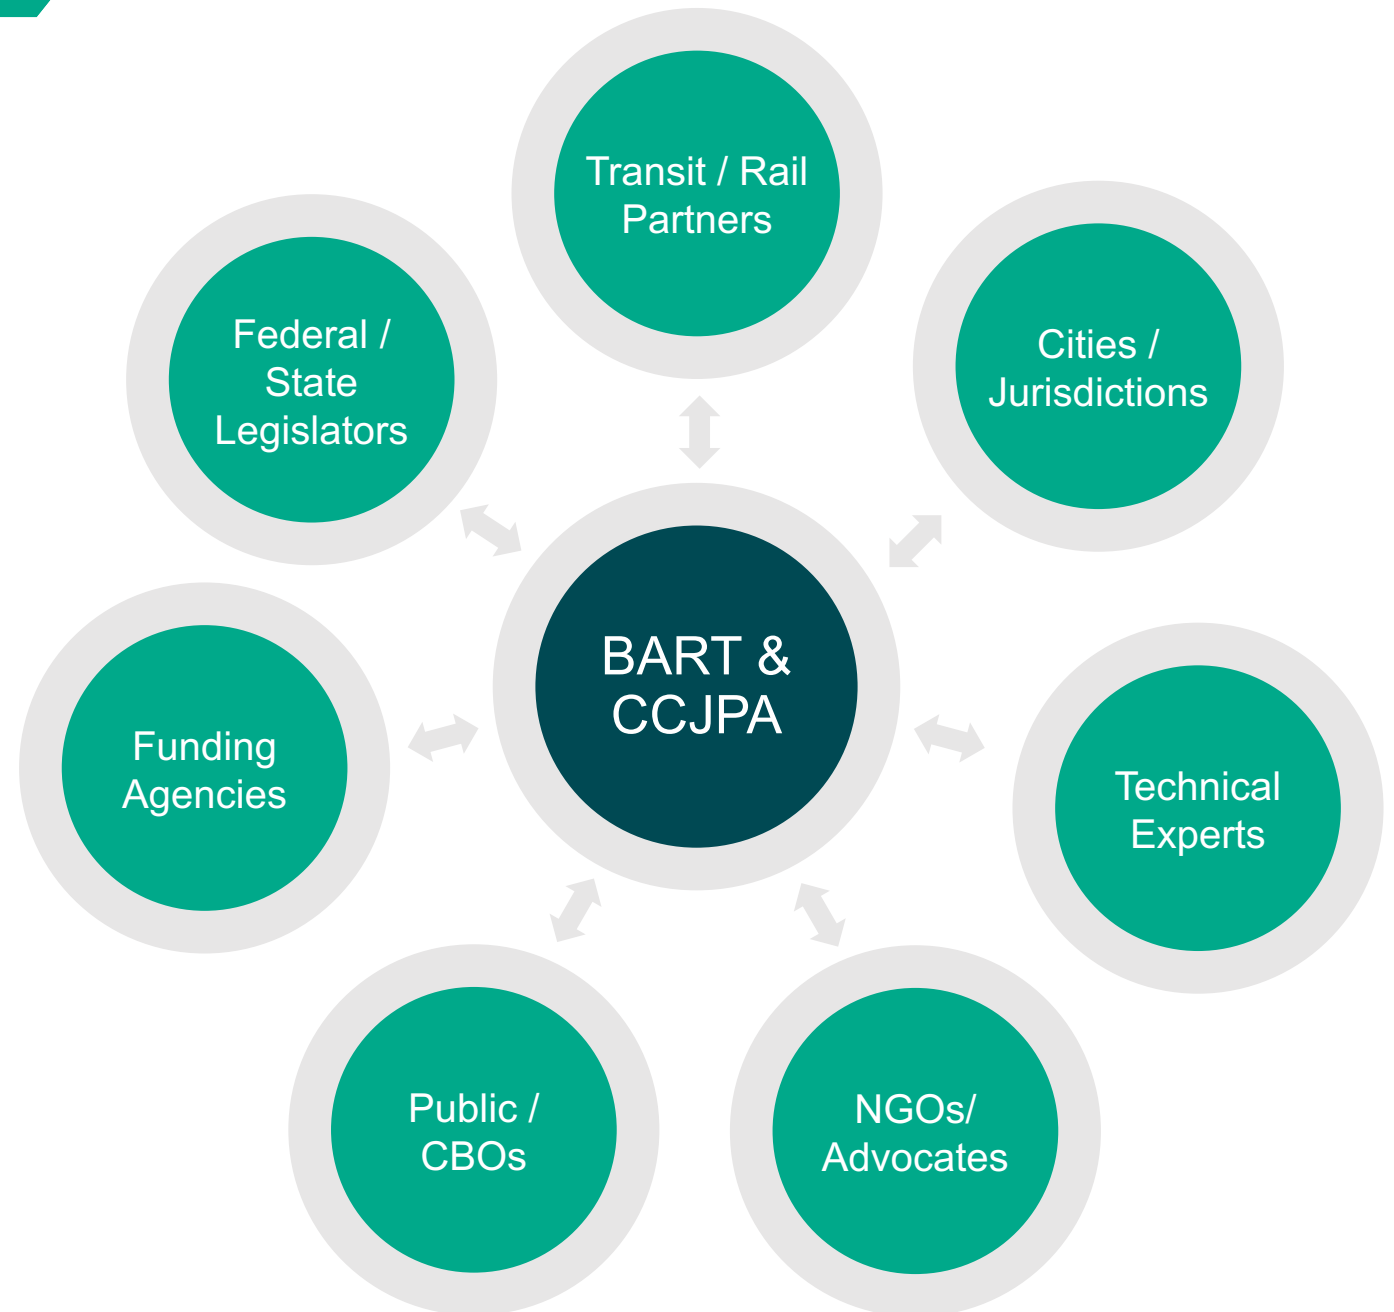 Transit / Rail
Partners
Federal /
State
Legislators
Cities /
Jurisdictions
BART &
CCJPA
Funding
Agencies
Technical
Experts
Public /
CBOs
NGOs/
Advocates